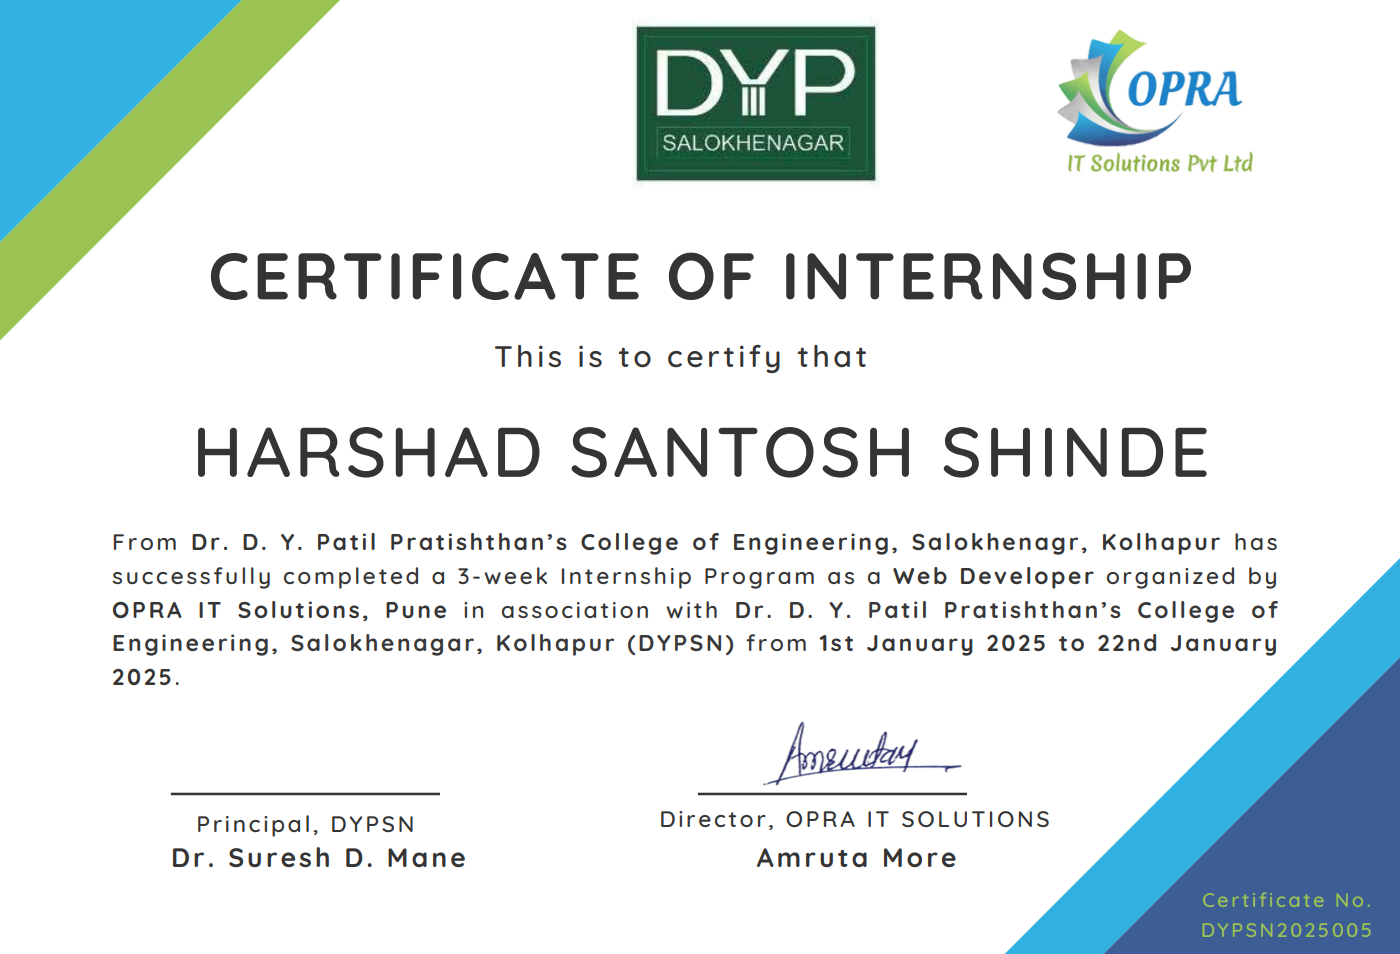 DYP
SALOKHENAGAR
OPRA
IT Solutions Pvt Ltd
CERTIFICATE OF INTERNSHIP
This is to certify that
HARSHAD SANTOSH SHINDE
From Dr. D. Y. Patil Pratishthan’s College of Engineering, Salokhenagr, Kolhapur has
successfully completed a 3-week Internship Program as a Web Developer organized by
OPRA IT Solutions, Pune in association with Dr. D. Y. Patil Pratishthan’s College of
Engineering, Salokhenagar, Kolhapur (DYPSN) from 1st January 2025 to 22nd January
2025.
Principal, DYPSN
Dr. Suresh D. Mane
Director, OPRA IT SOLUTIONS
Amruta More
Certificate No.
DYPSN2025005